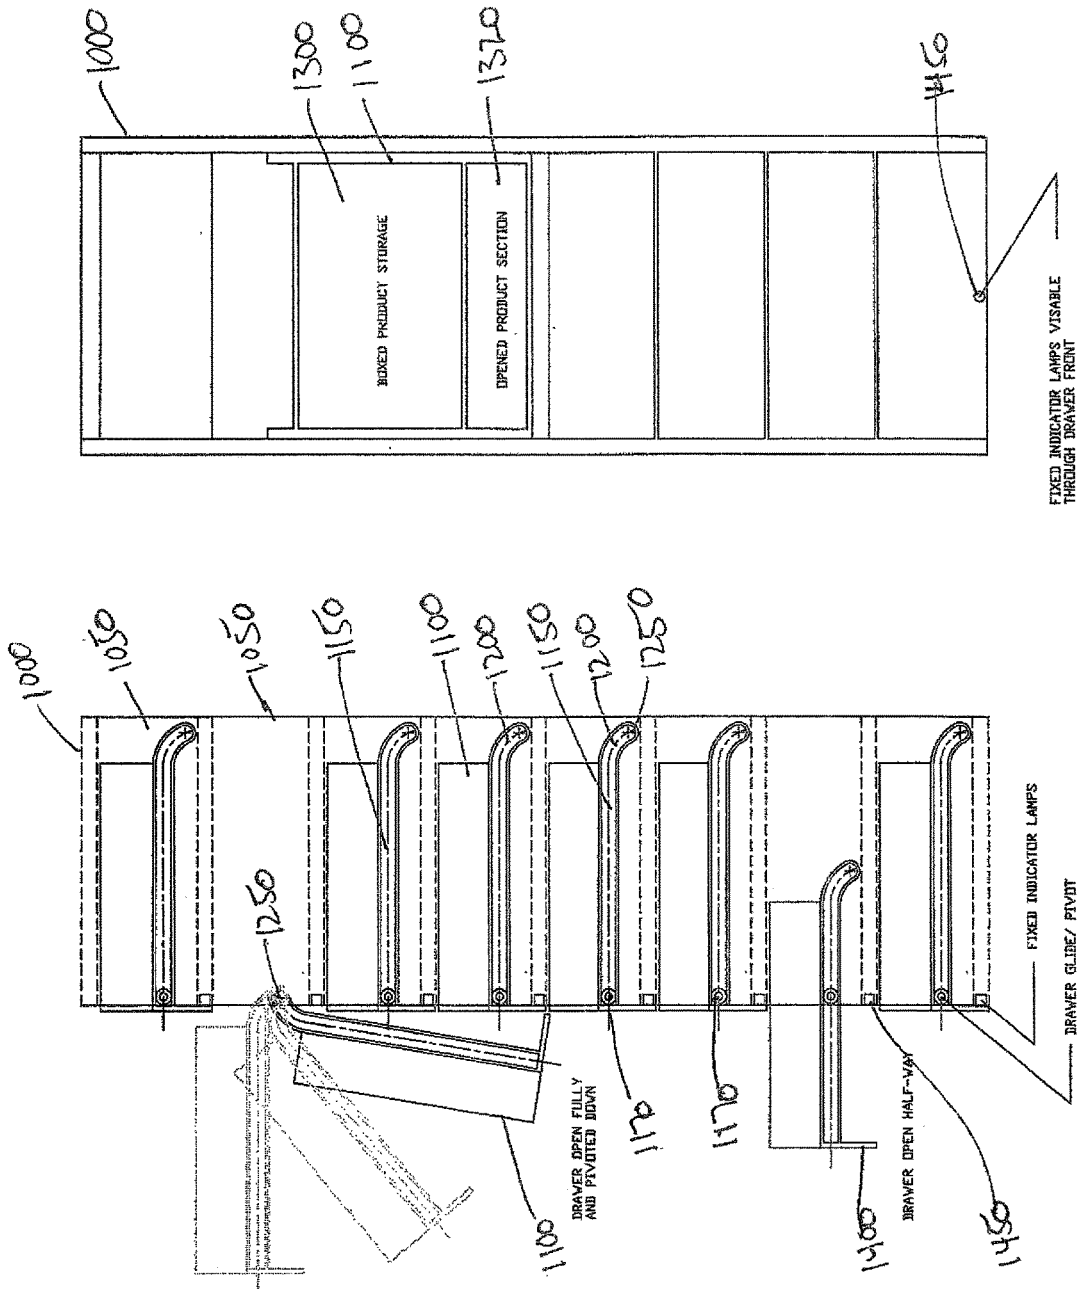 1000
1300
1100
1320
1450
BOXED PRODUCT STORAGE
OPENED PRODUCT SECTION
FIXED INDICATOR LAMPS VISABLE
THROUGH DRAWER FRONT
1000
1050
1050
1150
1100
1200
1150
1200
1250
1250
FIXED INDICATOR LAMPS
DRAWER GLIDE/ PIVOT
DRAWER OPEN FULLY
AND PIVOTED DOWN
1100
1170
1170
DRAWER OPEN HALF-WAY
1400
1450